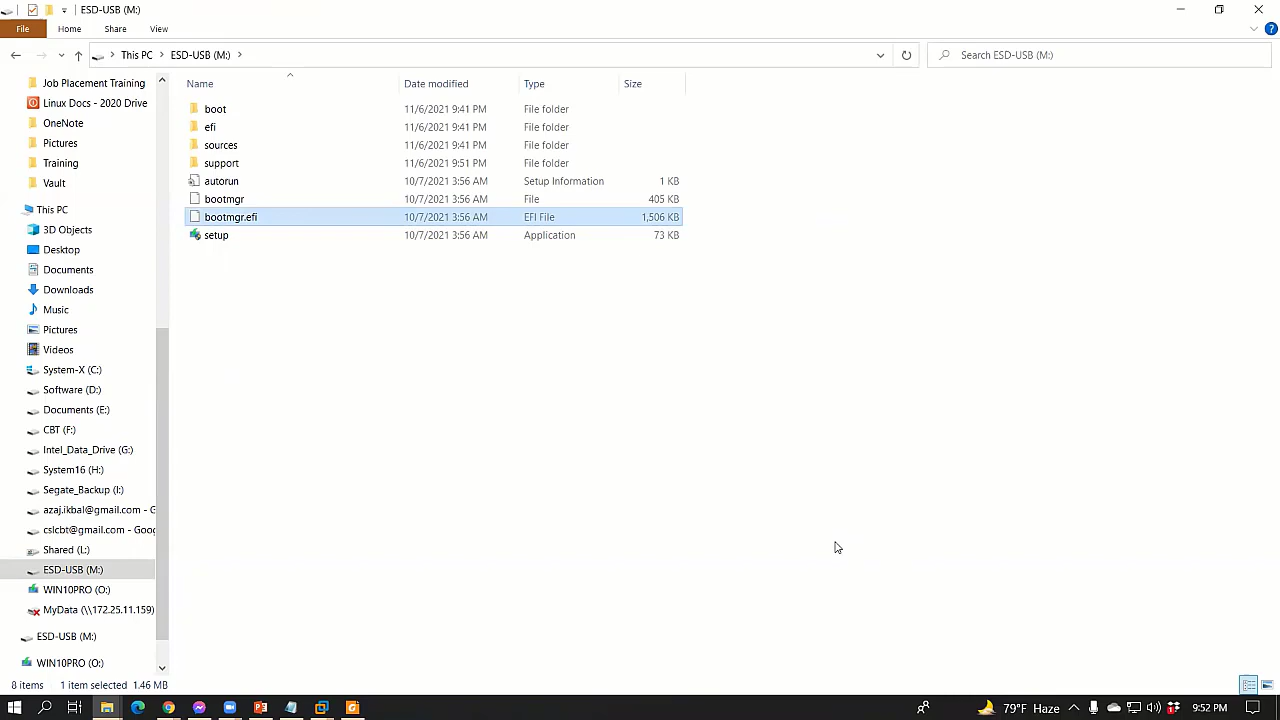 ESD-USB (M:)
File Home Share View
This PC ESD-USB (M:)
Search ESD-USB (M:)
Name Date modified Type Size
boot 11/6/2021 9:41 PM File folder
efi 11/6/2021 9:41 PM File folder
sources 11/6/2021 9:41 PM File folder
support 11/6/2021 9:51 PM File folder
autorun 10/7/2021 3:56 AM Setup Information 1 KB
bootmgr 10/7/2021 3:56 AM File 405 KB
bootmgr.efi 10/7/2021 3:56 AM EFI File 1,506 KB
setup 10/7/2021 3:56 AM Application 73 KB
Job Placement Training
Linux Docs - 2020 Drive
OneNote
Pictures
Training
Vault
This PC
3D Objects
Desktop
Documents
Downloads
Music
Pictures
Videos
System-X (C:)
Software (D:)
Documents (E:)
CBT (F:)
Intel_Data_Drive (G:)
System16 (H:)
Segate_Backup (I:)
azaj.ikbal@gmail.com - G
cslcbt@gmail.com - Goog
Shared (L:)
ESD-USB (M:)
WIN10PRO (O:)
MyData (\\172.25.11.159)
ESD-USB (M:)
WIN10PRO (O:)
8 items 1 item selected 1.46 MB
79°F Haze 9:52 PM